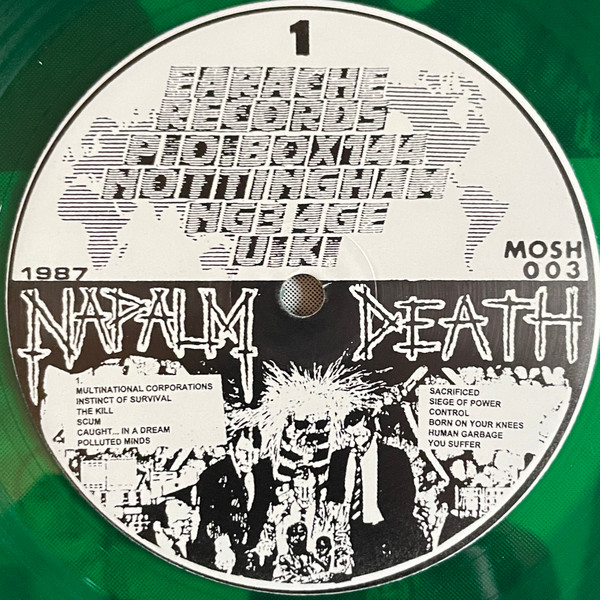 1
EARACHE
RECORDS
P.O.BOX144
NOTTINGHAM
NG3 4GE
U.K.
MOSH
003
1987
NAPALM DEATH
1.
MULTINATIONAL CORPORATIONS
INSTINCT OF SURVIVAL
THE KILL
SCUM
CAUGHT... IN A DREAM
POLLUTED MINDS
SACRIFICED
SIEGE OF POWER
CONTROL
BORN ON YOUR KNEES
HUMAN GARBAGE
YOU SUFFER